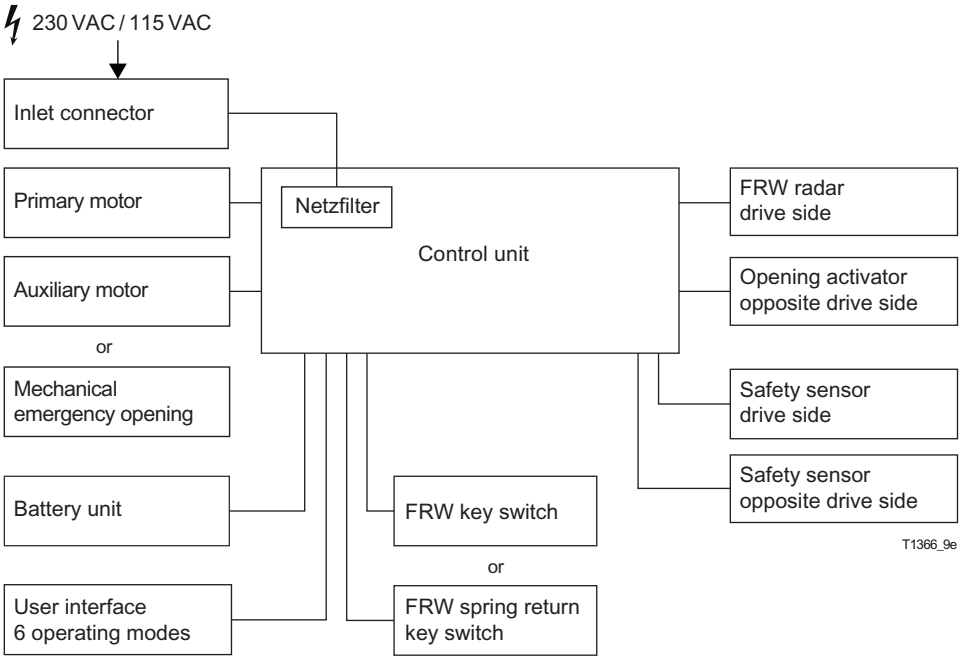 230 VAC / 115 VAC
Inlet connector
Primary motor
Netzfilter
Control unit
Auxiliary motor
or
Mechanical
emergency opening
Battery unit
User interface
6 operating modes
FRW key switch
or
FRW spring return
key switch
FRW radar
drive side
Opening activator
opposite drive side
Safety sensor
drive side
Safety sensor
opposite drive side
T1366_9e